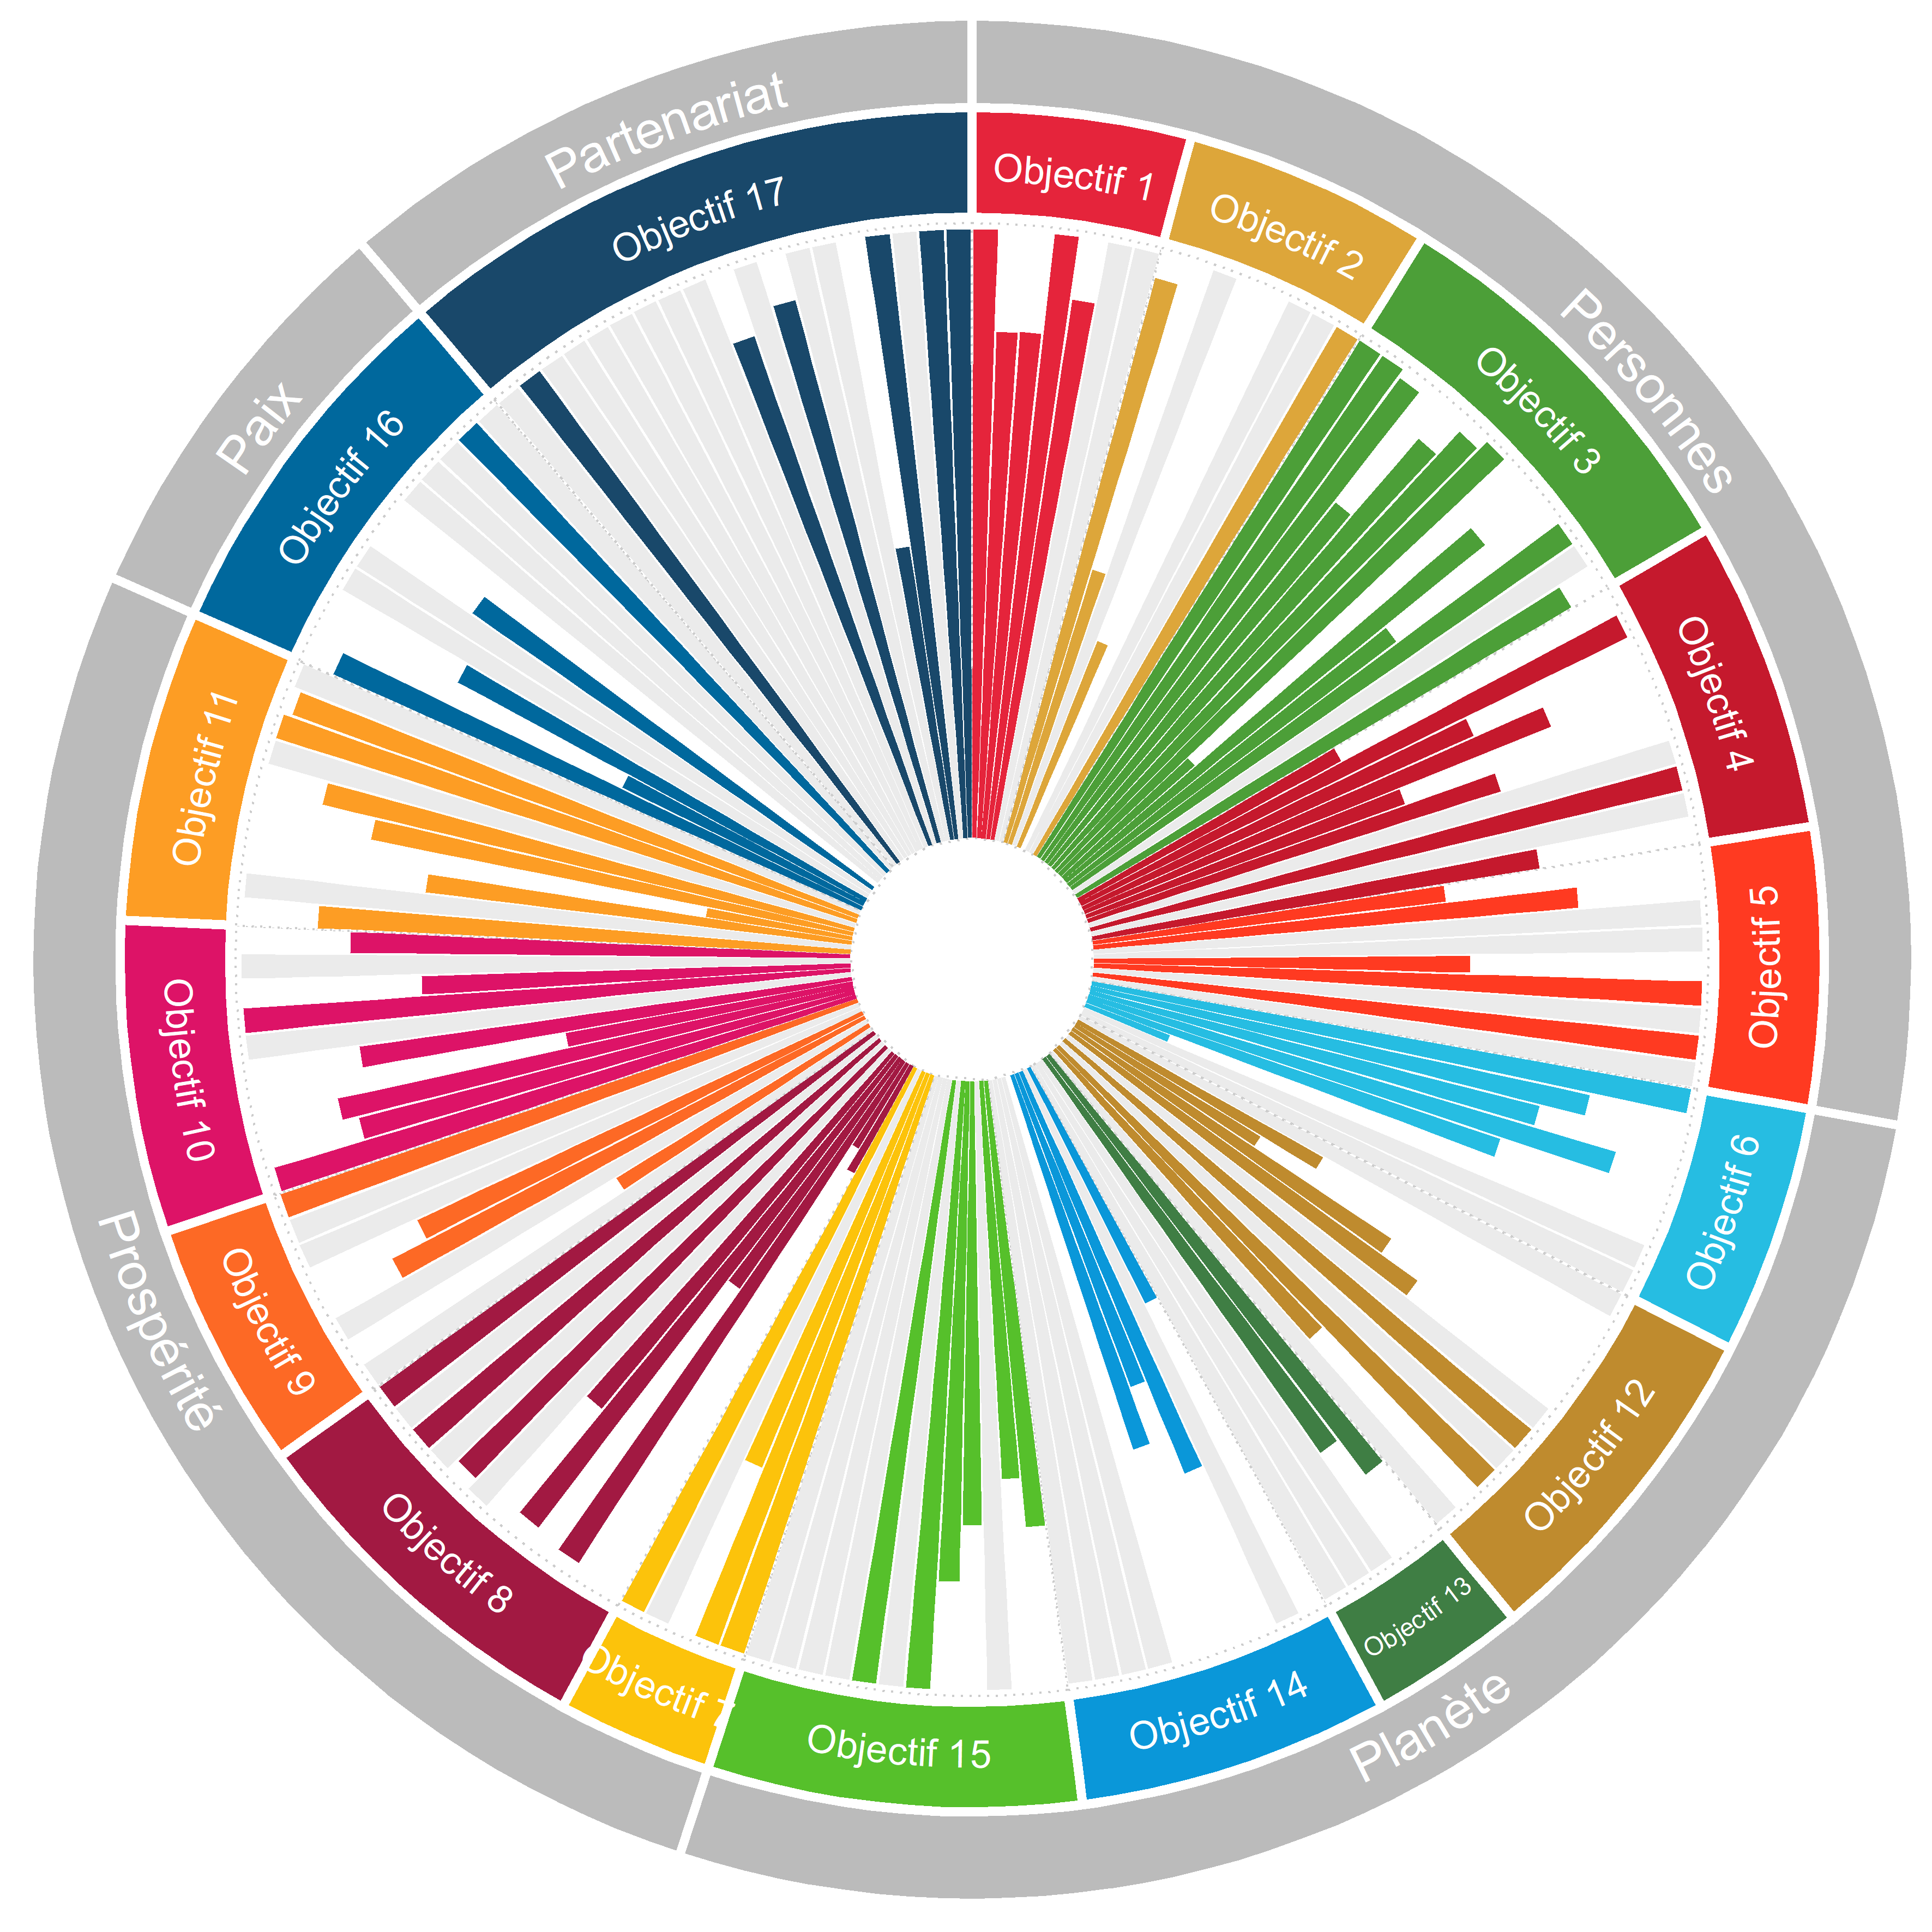 Personnes
Objectif 1
Objectif 2
Objectif 3
Objectif 4
Objectif 5
Planète
Objectif 6
Objectif 12
Objectif 13
Objectif 14
Objectif 15
Prospérité
Objectif 7
Objectif 8
Objectif 9
Objectif 10
Objectif 11
Paix
Objectif 16
Partenariat
Objectif 17